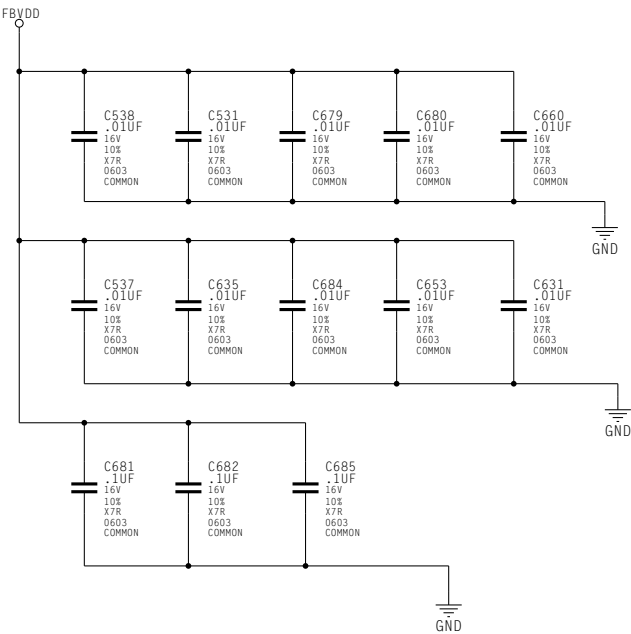 FBVDD
C538
.01UF
16V
10%
X7R
0603
COMMON
C531
.01UF
16V
10%
X7R
0603
COMMON
C679
.01UF
16V
10%
X7R
0603
COMMON
C680
.01UF
16V
10%
X7R
0603
COMMON
C660
.01UF
16V
10%
X7R
0603
COMMON
GND
C537
.01UF
16V
10%
X7R
0603
COMMON
C635
.01UF
16V
10%
X7R
0603
COMMON
C684
.01UF
16V
10%
X7R
0603
COMMON
C653
.01UF
16V
10%
X7R
0603
COMMON
C631
.01UF
16V
10%
X7R
0603
COMMON
GND
C681
.1UF
16V
10%
X7R
0603
COMMON
C682
.1UF
16V
10%
X7R
0603
COMMON
C685
.1UF
16V
10%
X7R
0603
COMMON
GND